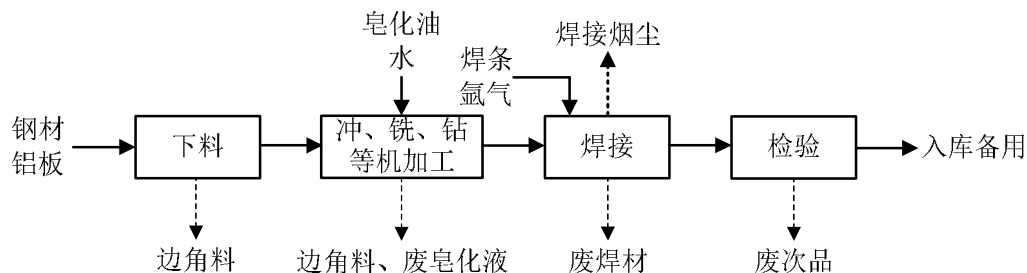 皂化油
水
焊条
氩气
焊接烟尘
钢材
铝板
下料
冲、铣、钻
等机加工
焊接
检验
入库备用
边角料
边角料、废皂化液
废焊材
废次品